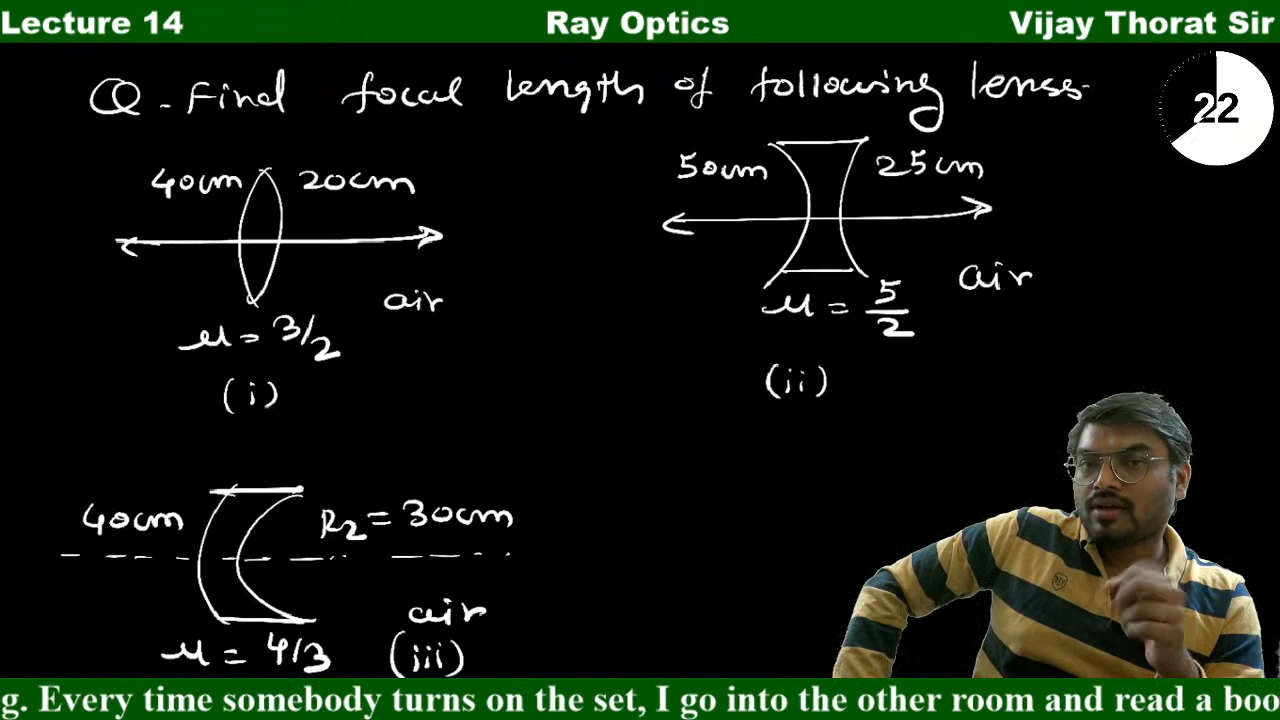 Lecture 14 Ray Optics Vijay Thorat Sir
Q - Find focal length of following lenses.
22
40cm 20cm
air
μ = 3/2
(i)
50cm 25cm
air
μ = 5/2
(ii)
40cm R2 = 30cm
air
μ = 4/3 (iii)
g. Every time somebody turns on the set, I go into the other room and read a boo